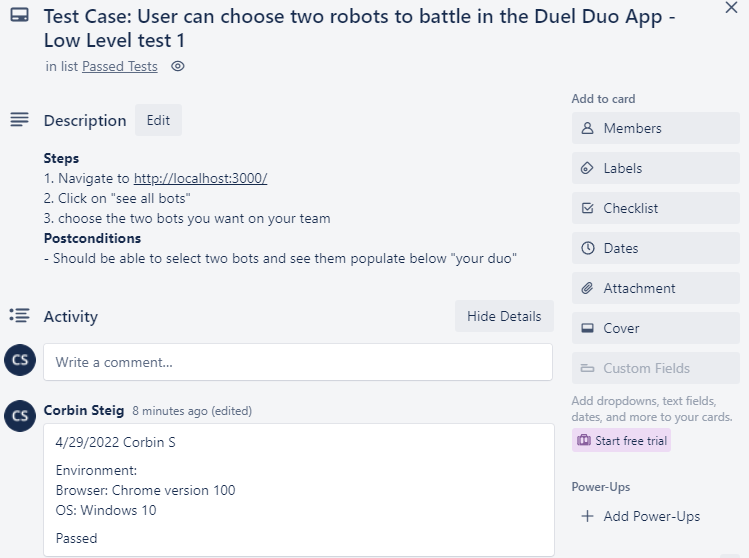 Test Case: User can choose two robots to battle in the Duel Duo App -
Low Level test 1
in list Passed Tests
Description
Edit
Steps
1. Navigate to http://localhost:3000/
2. Click on "see all bots"
3. choose the two bots you want on your team
Postconditions
- Should be able to select two bots and see them populate below "your duo"
Activity
Hide Details
CS
Write a comment...
CS
Corbin Steig 8 minutes ago (edited)
4/29/2022 Corbin S
Environment:
Browser: Chrome version 100
OS: Windows 10
Passed
Add to card
Members
Labels
Checklist
Dates
Attachment
Cover
Custom Fields
Add dropdowns, text fields,
dates, and more to your cards.
Start free trial
Power-Ups
Add Power-Ups